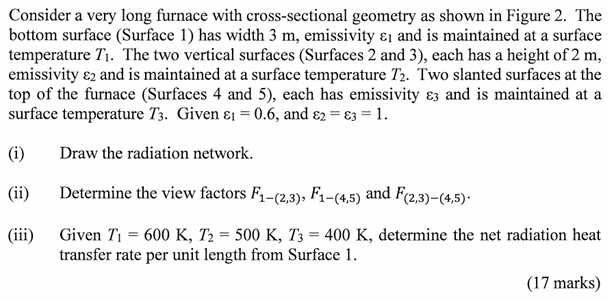 Consider a very long furnace with cross-sectional geometry as shown in Figure 2. The
bottom surface (Surface 1) has width 3 m, emissivity ε₁ and is maintained at a surface
temperature T₁. The two vertical surfaces (Surfaces 2 and 3), each has a height of 2 m,
emissivity ε₂ and is maintained at a surface temperature T₂. Two slanted surfaces at the
top of the furnace (Surfaces 4 and 5), each has emissivity ε₃ and is maintained at a
surface temperature T₃. Given ε₁ = 0.6, and ε₂ = ε₃ = 1.
(i) Draw the radiation network.
(ii) Determine the view factors F₁₋₍₂,₃₎, F₁₋₍₄,₅₎ and F₍₂,₃₎₋₍₄,₅₎.
(iii) Given T₁ = 600 K, T₂ = 500 K, T₃ = 400 K, determine the net radiation heat
transfer rate per unit length from Surface 1.
(17 marks)